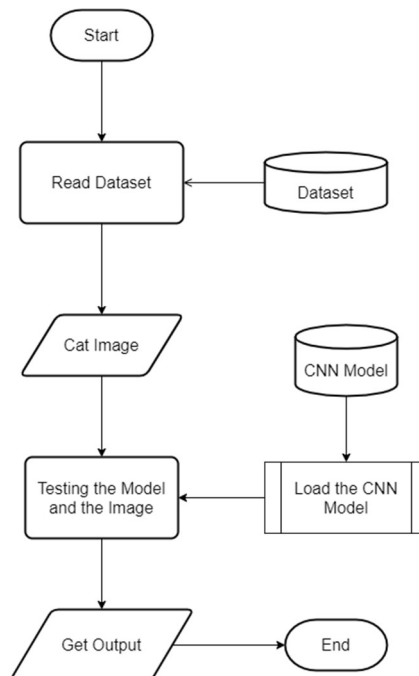 Start
Read Dataset
Dataset
Cat Image
CNN Model
Testing the Model
and the Image
Load the CNN
Model
Get Output
End